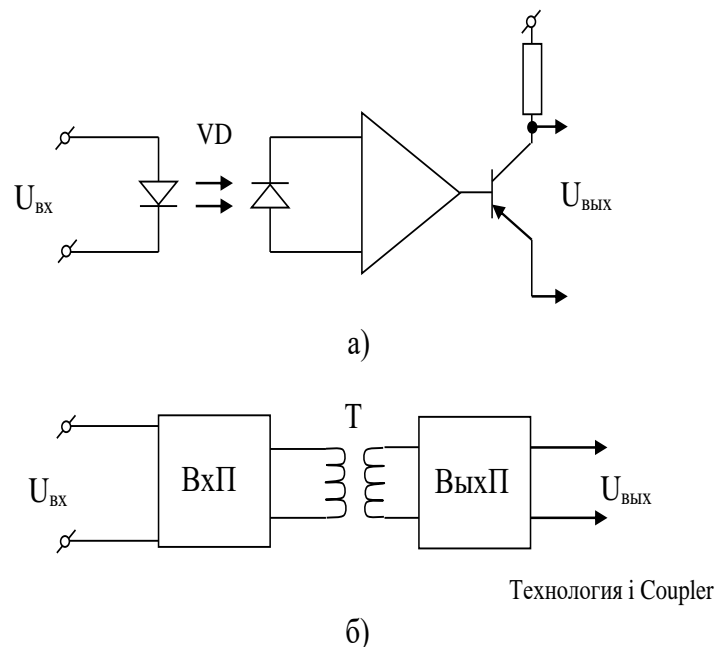 VD
Uвх
Uвых
а)
T
ВхП
ВыхП
Uвх
Uвых
Технология i Coupler
б)